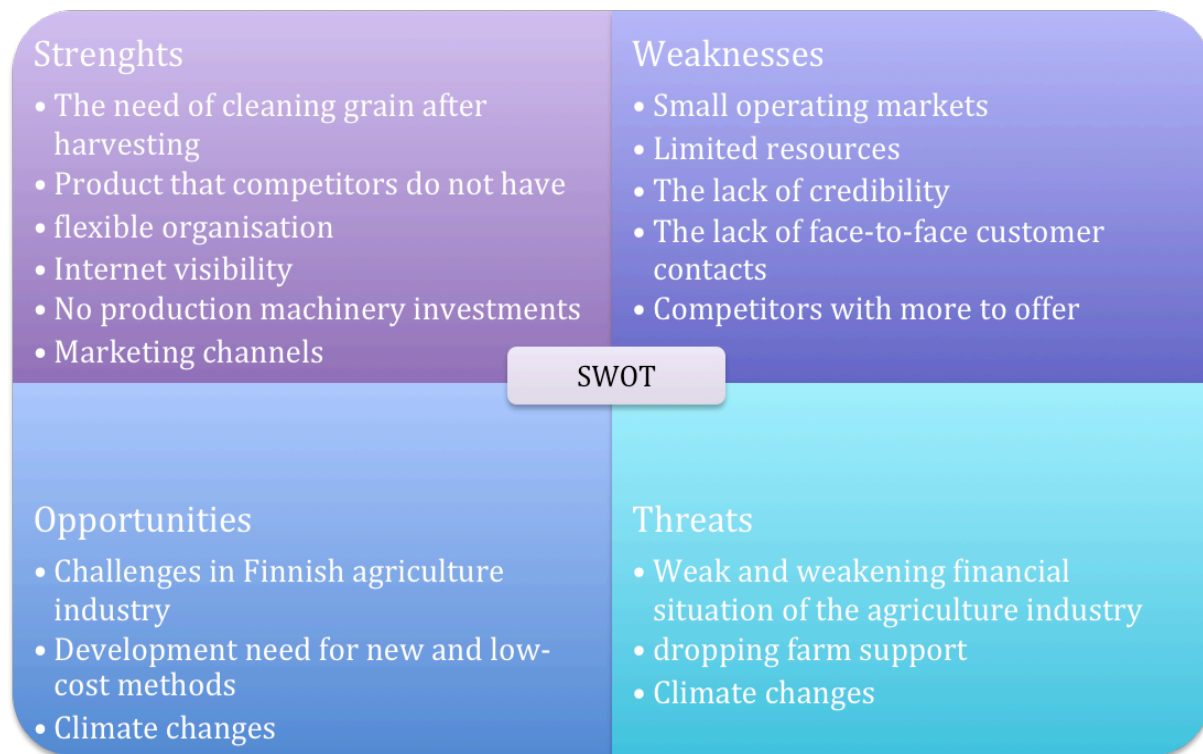 Strenghts
• The need of cleaning grain after
harvesting
• Product that competitors do not have
• flexible organisation
• Internet visibility
• No production machinery investments
• Marketing channels
Weaknesses
• Small operating markets
• Limited resources
• The lack of credibility
• The lack of face-to-face customer
contacts
• Competitors with more to offer
SWOT
Opportunities
• Challenges in Finnish agriculture
industry
• Development need for new and low-
cost methods
• Climate changes
Threats
• Weak and weakening financial
situation of the agriculture industry
• dropping farm support
• Climate changes